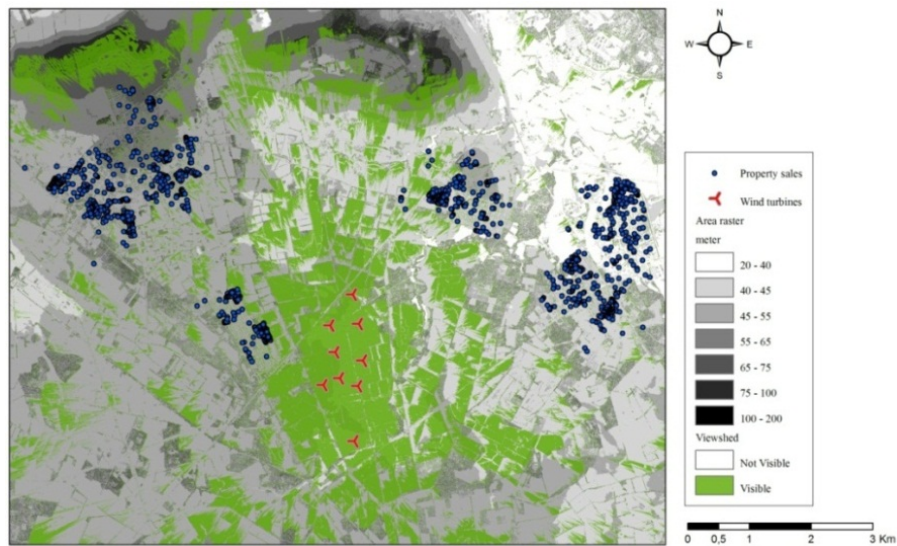 N
W E
S
Property sales
Wind turbines
Area raster
meter
20 - 40
40 - 45
45 - 55
55 - 65
65 - 75
75 - 100
100 - 200
Viewshed
Not Visible
Visible
0 0,5 1 2 3 Km